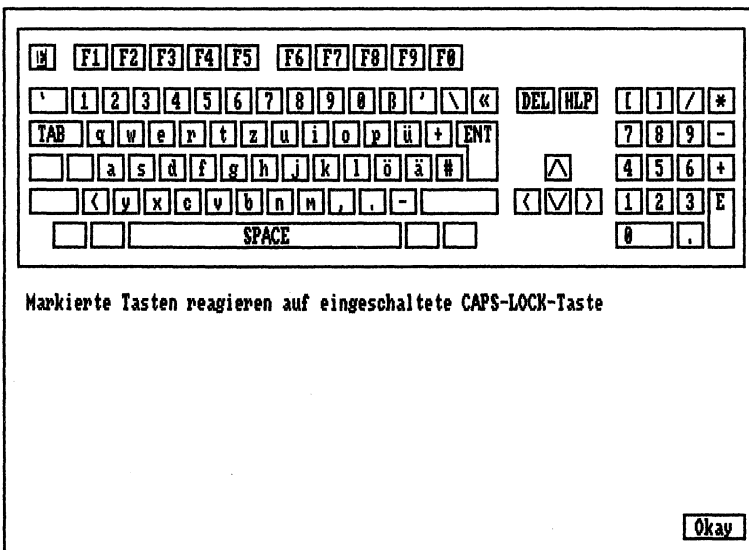 F1 F2 F3 F4 F5 F6 F7 F8 F9 F0
` 1 2 3 4 5 6 7 8 9 0 ß ' \ « DEL HLP [ ] / *
TAB q w e r t z u i o p ü + ENT 7 8 9 -
a s d f g h j k l ö ä # 4 5 6 +
< y x c v b n m , . - < > 1 2 3 E
SPACE 0 .
Markierte Tasten reagieren auf eingeschaltete CAPS-LOCK-Taste
Okay